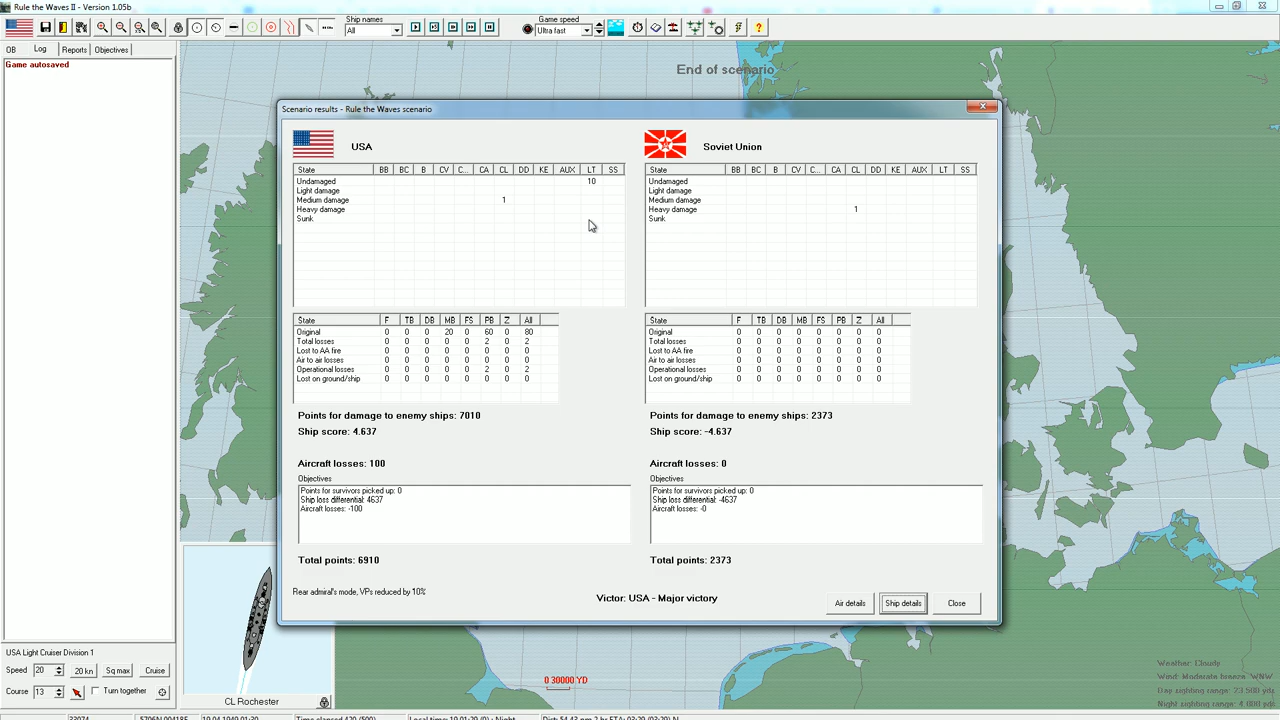 Rule the Waves II - Version 1.05b
Ship names
All
Game speed
Ultra fast
OB Log Reports Objectives
Game autosaved
End of scenario
Scenario results - Rule the Waves scenario
USA
State BB BC B CV C... CA CL DD KE AUX LT SS
Undamaged 10
Light damage
Medium damage 1
Heavy damage
Sunk
Soviet Union
State BB BC B CV C... CA CL DD KE AUX LT SS
Undamaged
Light damage
Medium damage
Heavy damage 1
Sunk
State F TB DB MB FS PB Z All
Original 0 0 0 20 0 60 0 80
Total losses 0 0 0 0 0 2 0 2
Lost to AA fire 0 0 0 0 0 0 0 0
Air to air losses 0 0 0 0 0 0 0 0
Operational losses 0 0 0 0 0 2 0 2
Lost on ground/ship 0 0 0 0 0 0 0 0
State F TB DB MB FS PB Z All
Original 0 0 0 0 0 0 0 0
Total losses 0 0 0 0 0 0 0 0
Lost to AA fire 0 0 0 0 0 0 0 0
Air to air losses 0 0 0 0 0 0 0 0
Operational losses 0 0 0 0 0 0 0 0
Lost on ground/ship 0 0 0 0 0 0 0 0
Points for damage to enemy ships: 7010
Ship score: 4.637
Aircraft losses: 100
Objectives
Points for survivors picked up: 0
Ship loss differential: 4637
Aircraft losses: -100
Total points: 6910
Points for damage to enemy ships: 2373
Ship score: -4.637
Aircraft losses: 0
Objectives
Points for survivors picked up: 0
Ship loss differential: -4637
Aircraft losses: -0
Total points: 2373
Rear admiral's mode, VPs reduced by 10%
Victor: USA - Major victory
Air details Ship details Close
USA Light Cruiser Division 1
Speed 20 20 kn Sq max Cruise
Course 13 Turn together
CL Rochester
0 30000 YD
Weather: Cloudy
Wind: Moderate breeze WNW
Day sighting range: 23 500 yds
Night sighting range: 4 000 yds